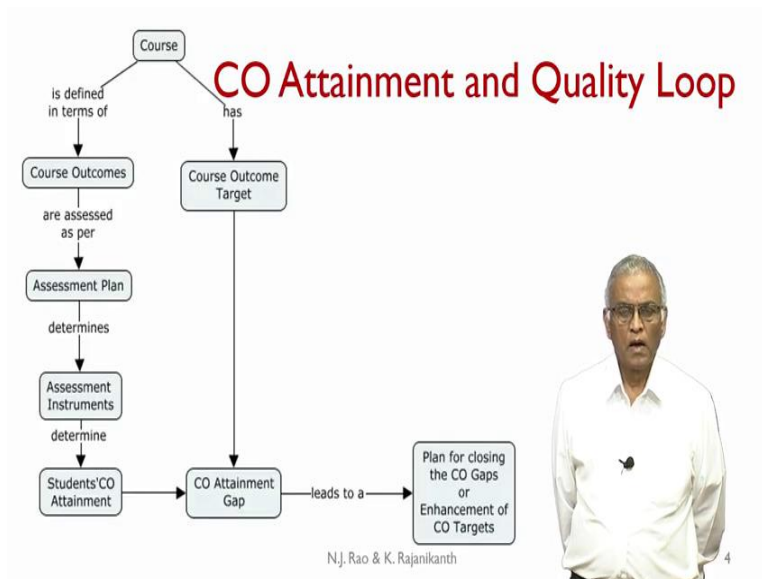 Course
CO Attainment and Quality Loop
is defined
in terms of
has
Course Outcomes
Course Outcome
Target
are assessed
as per
Assessment Plan
determines
Assessment
Instruments
determine
Students'CO
Attainment
CO Attainment
Gap
leads to a
Plan for closing
the CO Gaps
or
Enhancement of
CO Targets
N.J. Rao & K. Rajanikanth
4